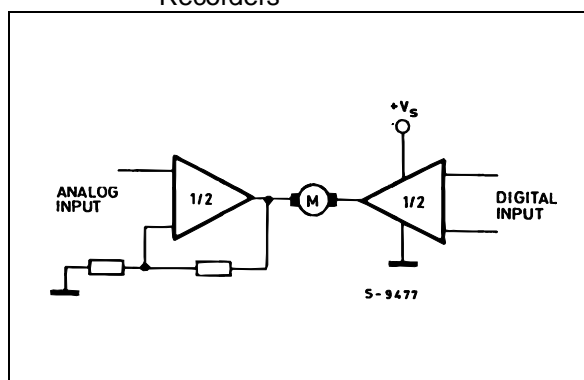 Recorders
+Vs
ANALOG
INPUT
1/2
M
1/2
DIGITAL
INPUT
S-9477